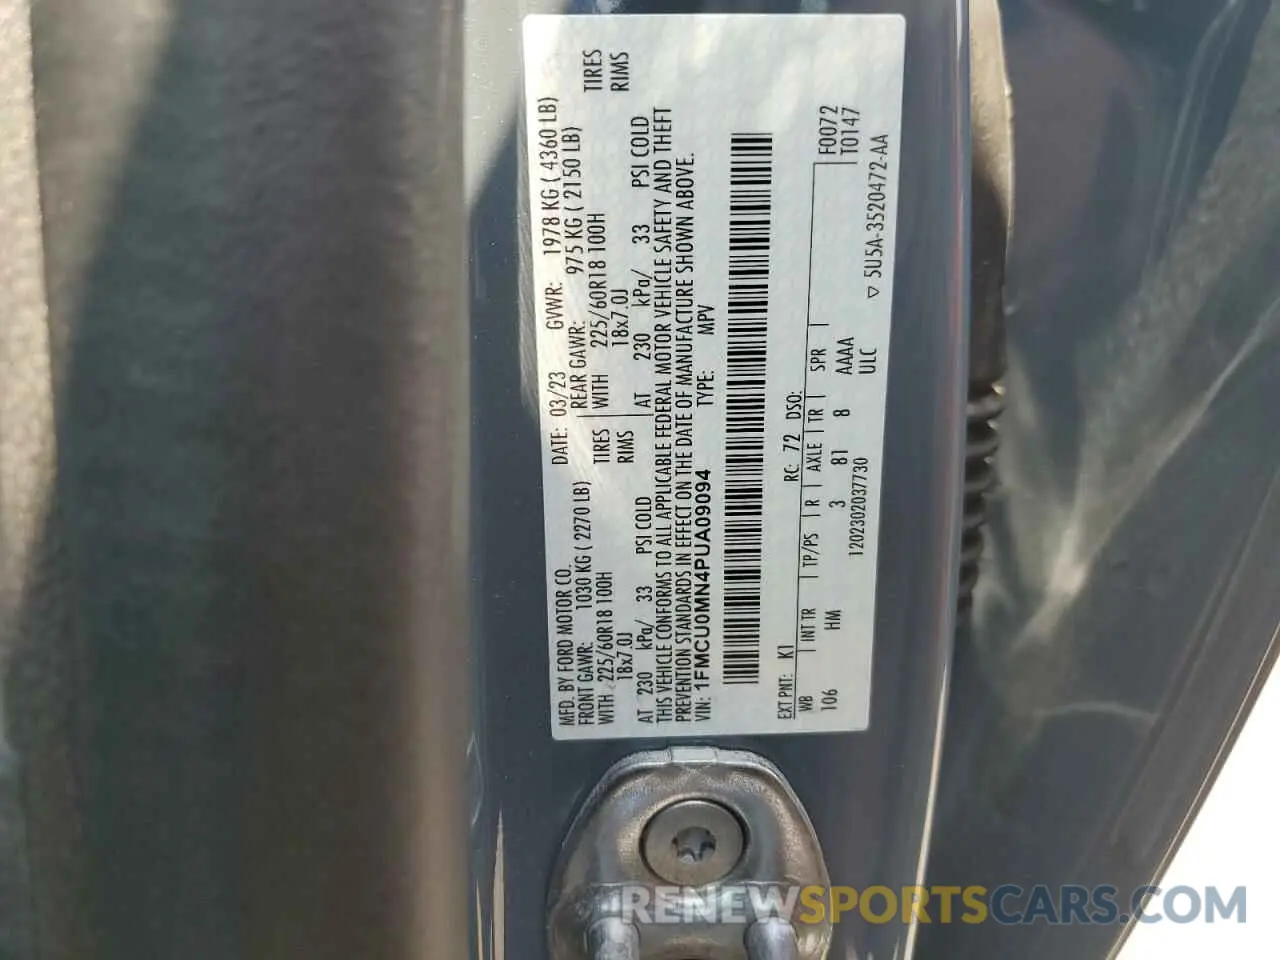 MFD. BY FORD MOTOR CO. DATE: 03/23 GVWR: 1978 KG ( 4360 LB)
FRONT GAWR: 1030 KG ( 2270 LB) REAR GAWR: 975 KG ( 2150 LB)
WITH 225/60R18 100H TIRES WITH 225/60R18 100H TIRES
18x7.0J RIMS 18x7.0J RIMS
AT 230 kPa/ 33 PSI COLD AT 230 kPa/ 33 PSI COLD
THIS VEHICLE CONFORMS TO ALL APPLICABLE FEDERAL MOTOR VEHICLE SAFETY AND THEFT
PREVENTION STANDARDS IN EFFECT ON THE DATE OF MANUFACTURE SHOWN ABOVE.
VIN: 1FMCU0MN4PUA09094 TYPE: MPV
EXT PNT: K1 RC: 72 DSO:
WB INT TR TP/PS R AXLE TR SPR F0072
106 HM 3 81 8 AAAA T0147
1202302037730 ULC
▽ 5U5A-3520472-AA
RENEWSPORTSCARS.COM